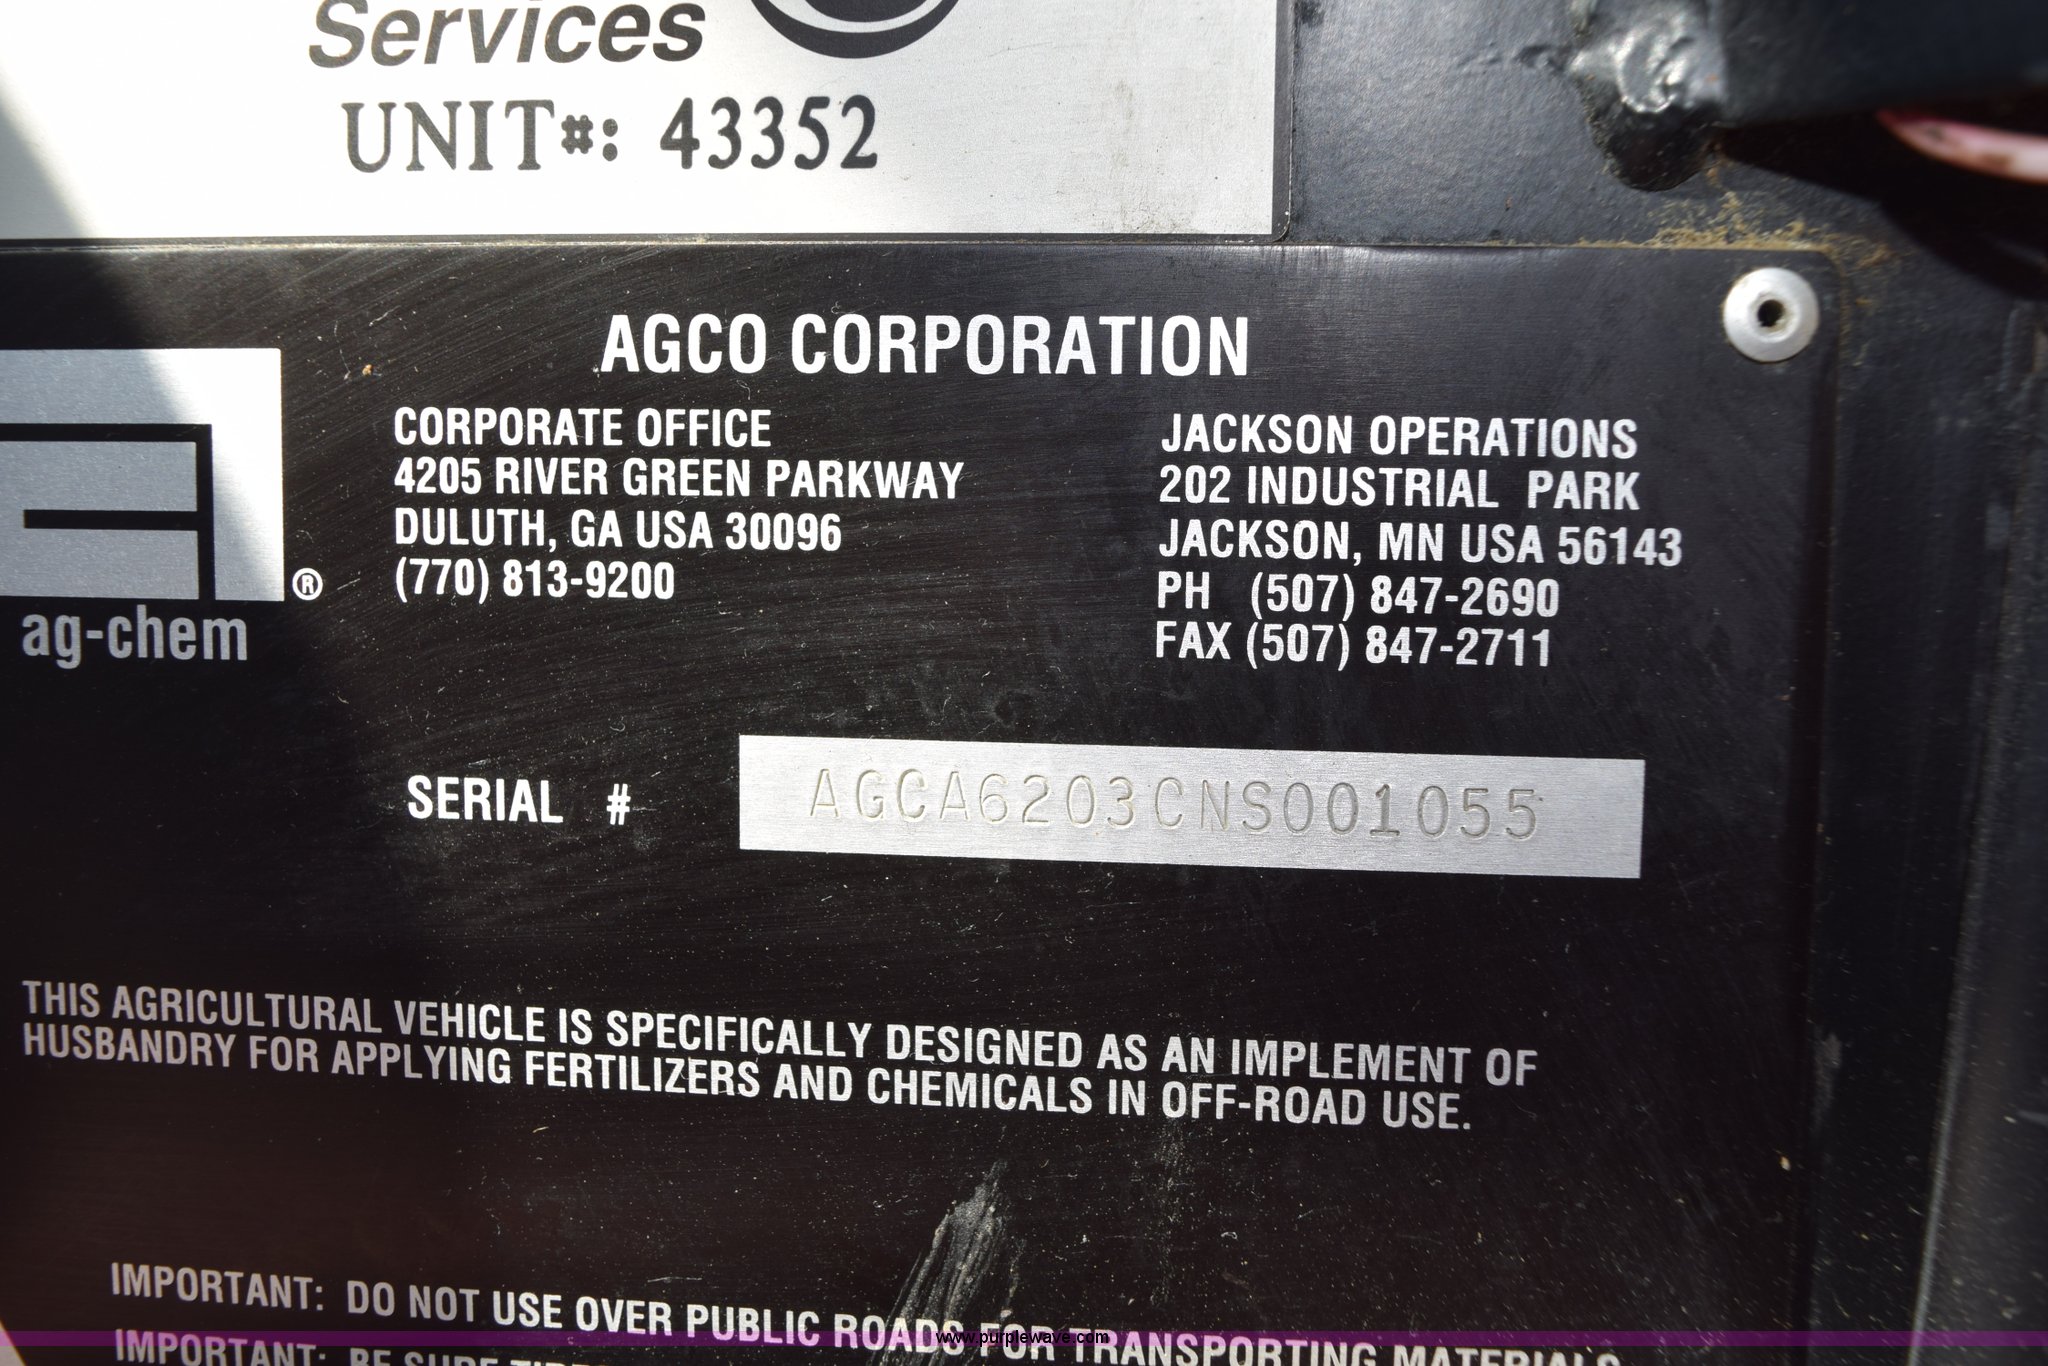 Services
UNIT#: 43352
AGCO CORPORATION
CORPORATE OFFICE
4205 RIVER GREEN PARKWAY
DULUTH, GA USA 30096
(770) 813-9200
JACKSON OPERATIONS
202 INDUSTRIAL PARK
JACKSON, MN USA 56143
PH (507) 847-2690
FAX (507) 847-2711
®
ag-chem
SERIAL #
AGCA6203CNS001055
THIS AGRICULTURAL VEHICLE IS SPECIFICALLY DESIGNED AS AN IMPLEMENT OF
HUSBANDRY FOR APPLYING FERTILIZERS AND CHEMICALS IN OFF-ROAD USE.
IMPORTANT: DO NOT USE OVER PUBLIC ROADS FOR TRANSPORTING MATERIALS
IMPORTANT: BE SURE
www.purplewave.com